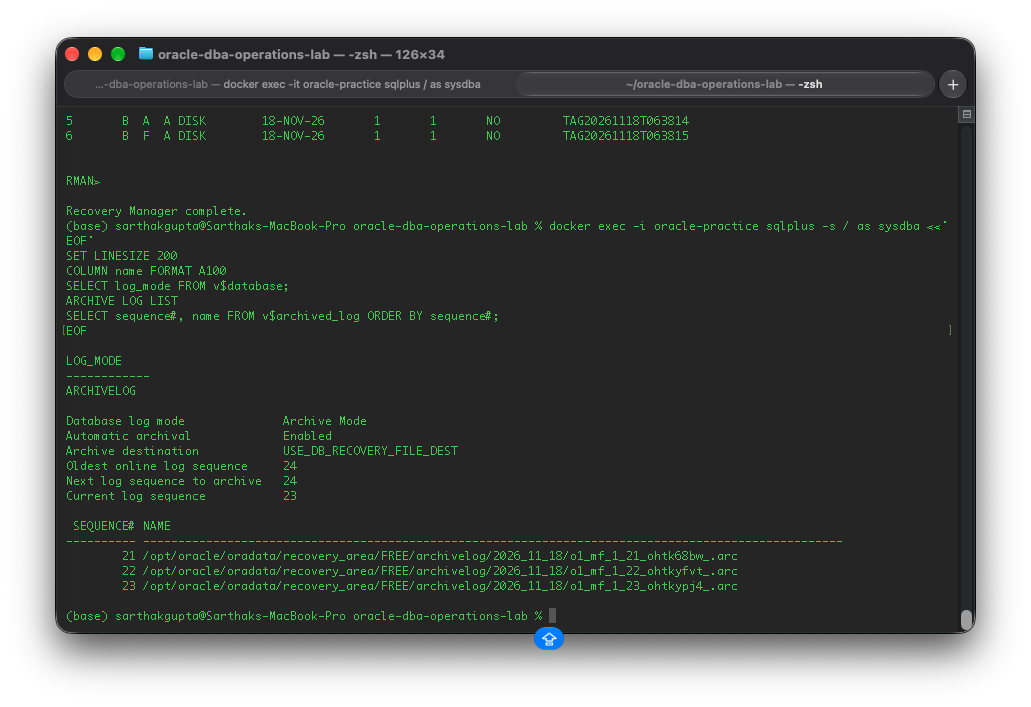 oracle-dba-operations-lab — -zsh — 126×34
...-dba-operations-lab — docker exec -it oracle-practice sqlplus / as sysdba
~/oracle-dba-operations-lab — -zsh
5       B  A  A DISK        18-NOV-26       1       1       NO         TAG20261118T063814
6       B  F  A DISK        18-NOV-26       1       1       NO         TAG20261118T063815
RMAN>
Recovery Manager complete.
(base) sarthakgupta@Sarthaks-MacBook-Pro oracle-dba-operations-lab % docker exec -i oracle-practice sqlplus -s / as sysdba <<'
EOF'
SET LINESIZE 200
COLUMN name FORMAT A100
SELECT log_mode FROM v$database;
ARCHIVE LOG LIST
SELECT sequence#, name FROM v$archived_log ORDER BY sequence#;
[EOF ]
LOG_MODE
------------
ARCHIVELOG
Database log mode              Archive Mode
Automatic archival             Enabled
Archive destination            USE_DB_RECOVERY_FILE_DEST
Oldest online log sequence     24
Next log sequence to archive   24
Current log sequence           23
 SEQUENCE# NAME
---------- ----------------------------------------------------------------------------------------------------
        21 /opt/oracle/oradata/recovery_area/FREE/archivelog/2026_11_18/o1_mf_1_21_ohtk68bw_.arc
        22 /opt/oracle/oradata/recovery_area/FREE/archivelog/2026_11_18/o1_mf_1_22_ohtkyfvt_.arc
        23 /opt/oracle/oradata/recovery_area/FREE/archivelog/2026_11_18/o1_mf_1_23_ohtkypj4_.arc
(base) sarthakgupta@Sarthaks-MacBook-Pro oracle-dba-operations-lab %